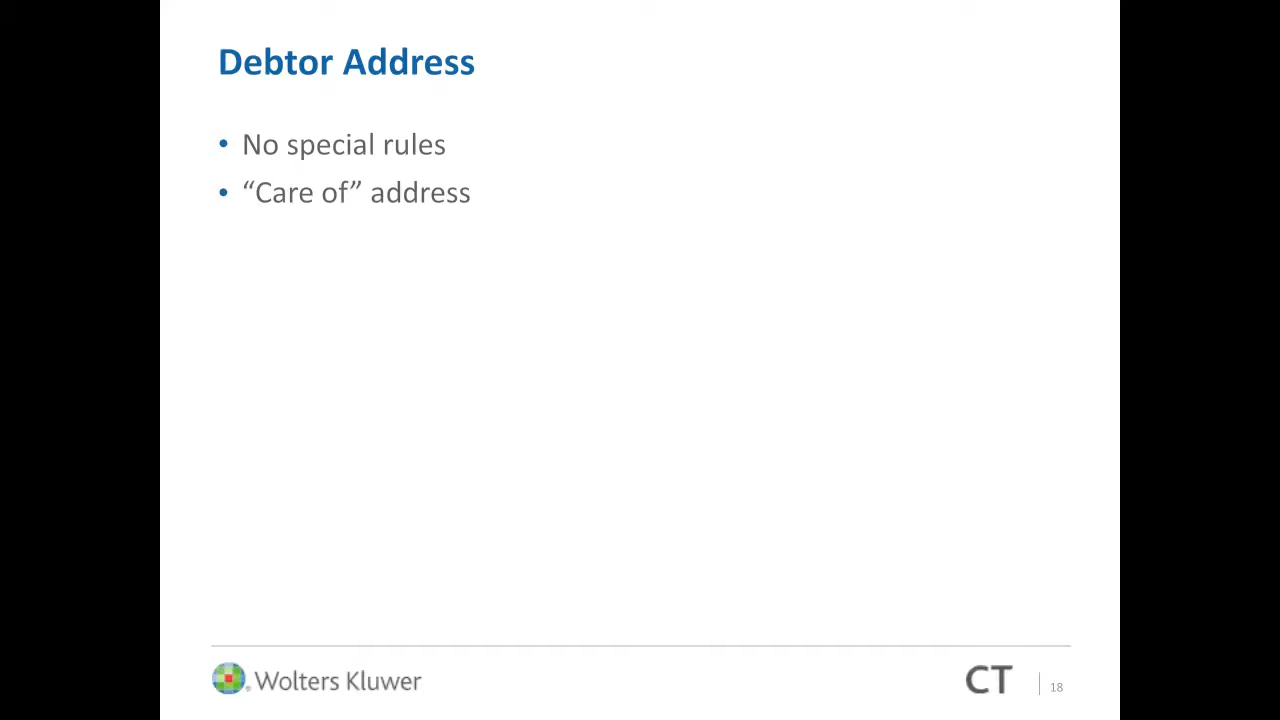 Debtor Address
• No special rules
• “Care of” address
Wolters Kluwer
CT
18